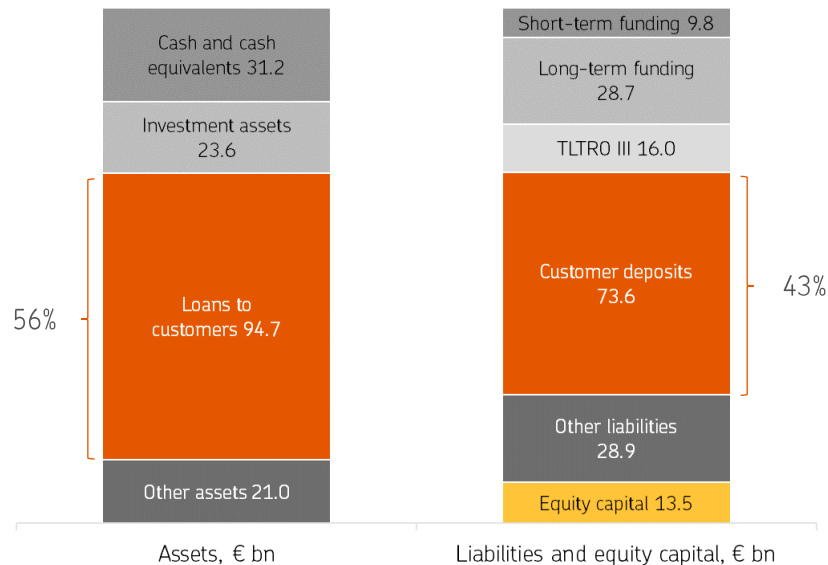 Cash and cash
equivalents 31.2
Investment assets
23.6
Loans to
customers 94.7
56%
Other assets 21.0
Assets, € bn
Short-term funding 9.8
Long-term funding
28.7
TLTRO III 16.0
Customer deposits
73.6
43%
Other liabilities
28.9
Equity capital 13.5
Liabilities and equity capital, € bn